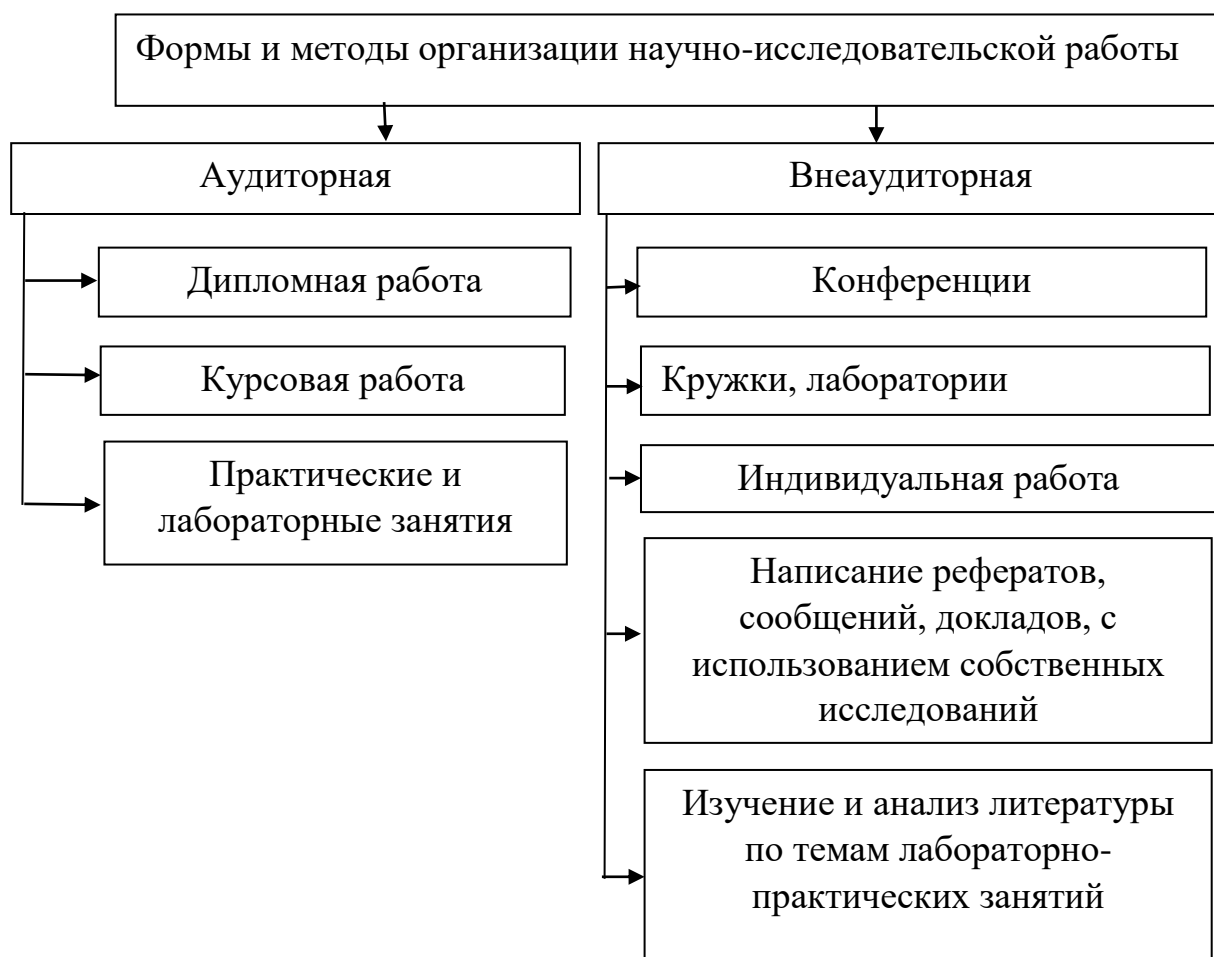 Формы и методы организации научно-исследовательской работы
Аудиторная
Дипломная работа
Курсовая работа
Практические и
лабораторные занятия
Внеаудиторная
Конференции
Кружки, лаборатории
Индивидуальная работа
Написание рефератов,
сообщений, докладов, с
использованием собственных
исследований
Изучение и анализ литературы
по темам лабораторно-
практических занятий